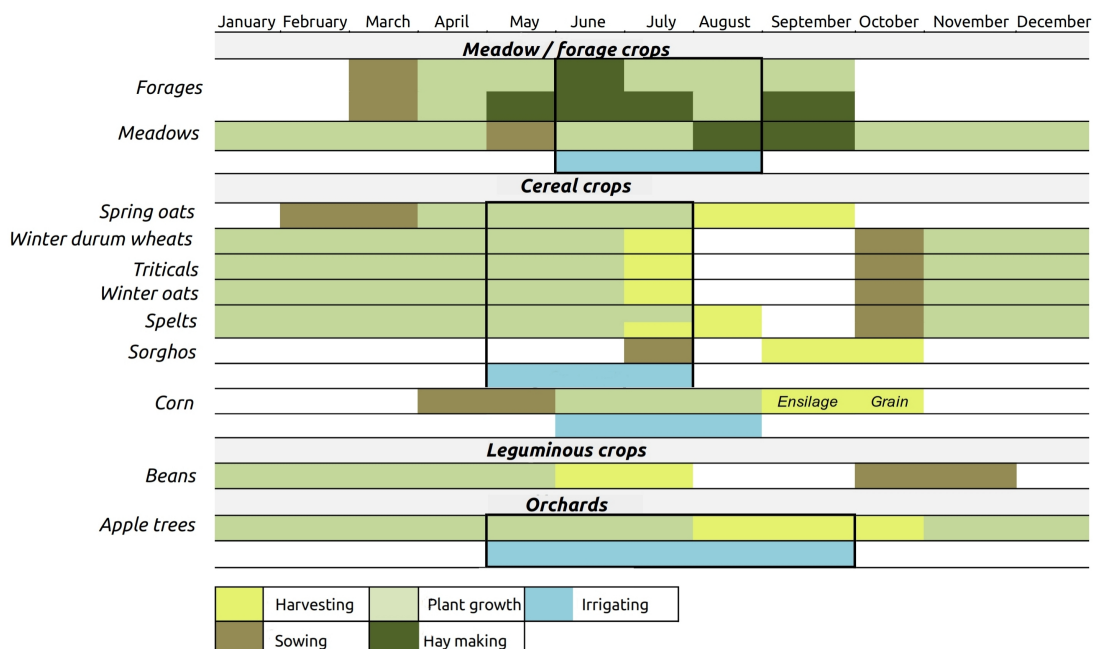 January February March April May June July August September October November December
Meadow / forage crops
Forages
Meadows
Cereal crops
Spring oats
Winter durum wheats
Triticals
Winter oats
Spelts
Sorghos
Corn Ensilage Grain
Leguminous crops
Beans
Orchards
Apple trees
Harvesting Plant growth Irrigating
Sowing Hay making